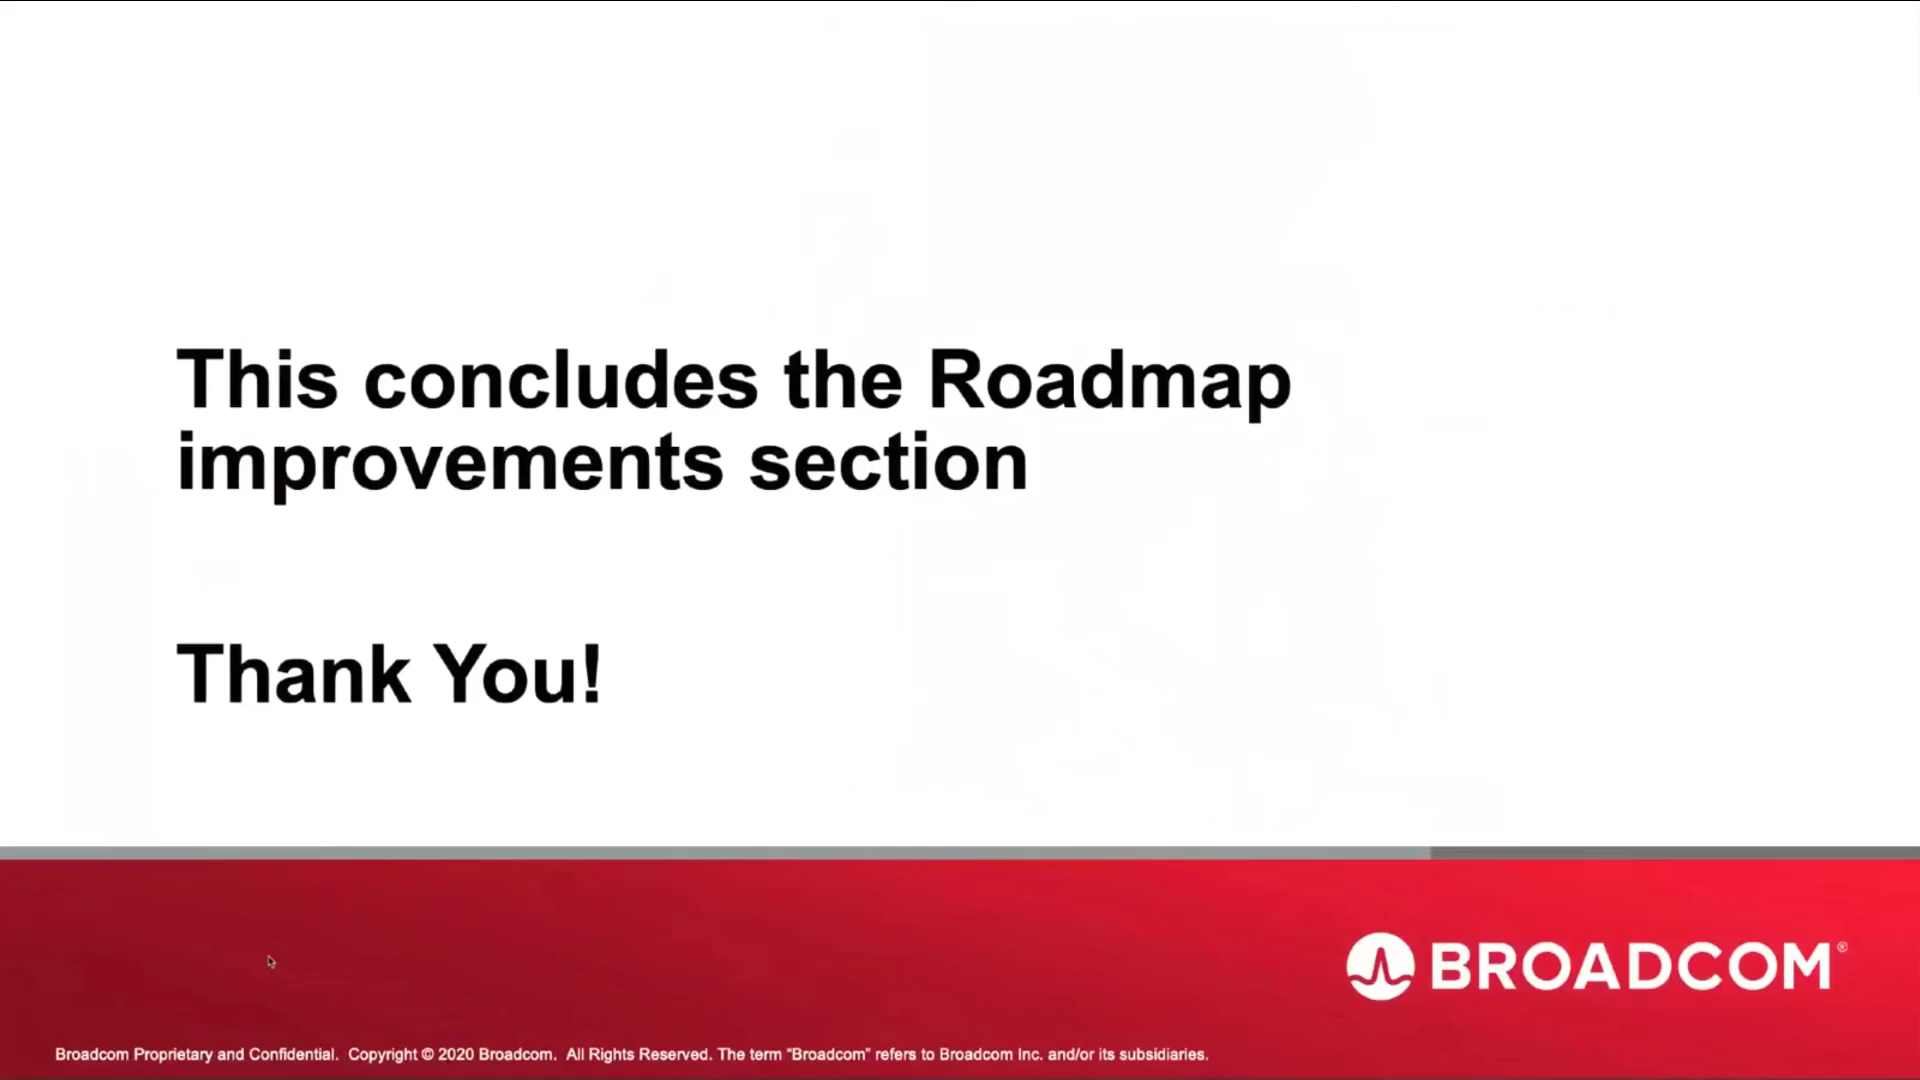 This concludes the Roadmap
improvements section
Thank You!
BROADCOM®
Broadcom Proprietary and Confidential. Copyright © 2020 Broadcom. All Rights Reserved. The term “Broadcom” refers to Broadcom Inc. and/or its subsidiaries.